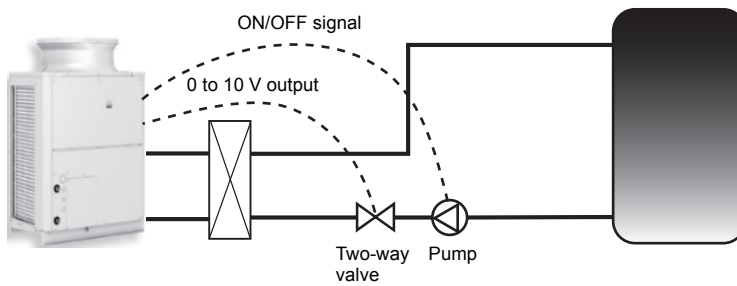 ON/OFF signal
0 to 10 V output
Two-way
valve
Pump